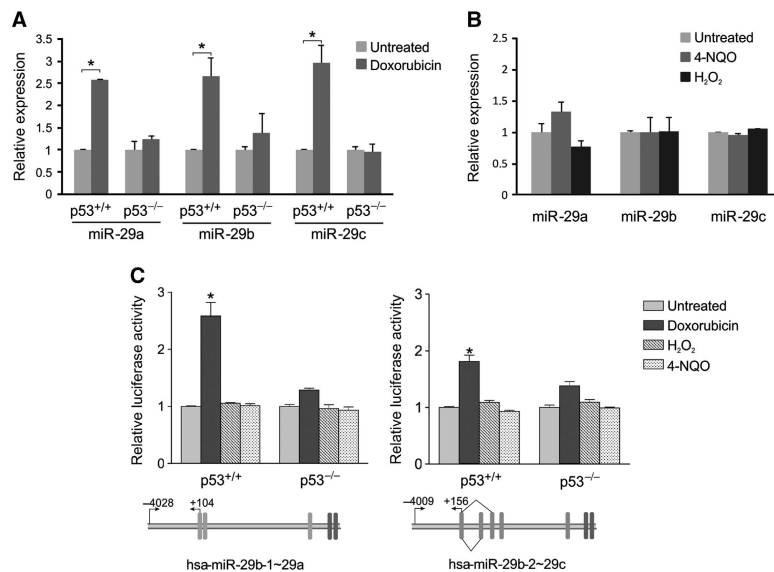 A
Relative expression
3.5
3
2.5
2
1.5
1
0.5
0
*
*
*
Untreated
Doxorubicin
p53+/+ p53−/− p53+/+ p53−/− p53+/+ p53−/−
miR-29a miR-29b miR-29c
B
Relative expression
2.5
2
1.5
1
0.5
0
Untreated
4-NQO
H₂O₂
miR-29a miR-29b miR-29c
C
Relative luciferase activity
3
2
1
0
*
p53+/+ p53−/−
−4028 +104
hsa-miR-29b-1~29a
Relative luciferase activity
3
2
1
0
*
p53+/+ p53−/−
−4009 +156
hsa-miR-29b-2~29c
Untreated
Doxorubicin
H₂O₂
4-NQO